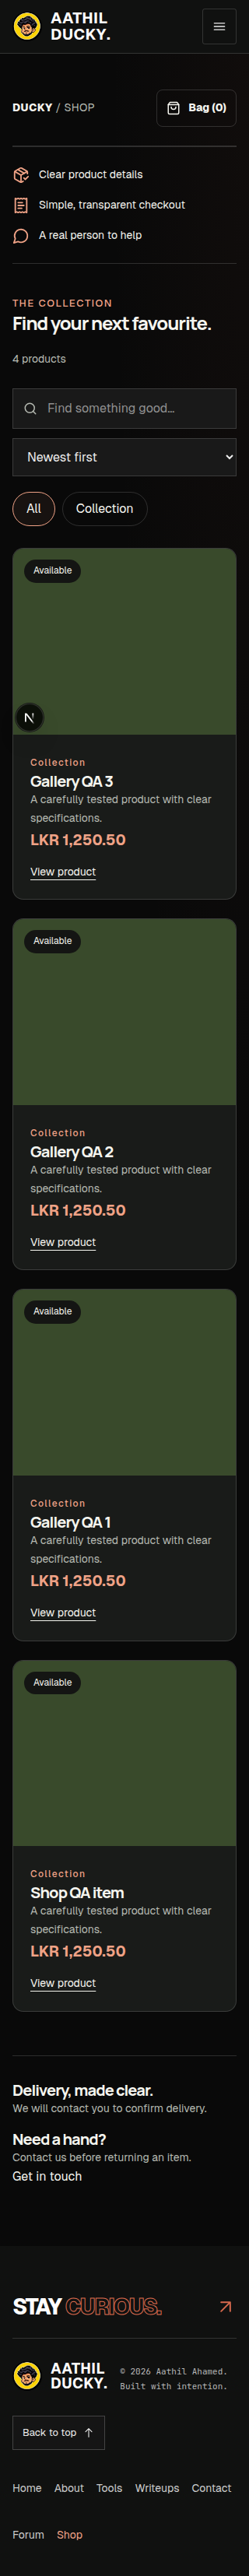 AATHIL
DUCKY.
DUCKY / SHOP
Bag (0)
Clear product details
Simple, transparent checkout
A real person to help
THE COLLECTION
Find your next favourite.
4 products
Find something good...
Newest first
All
Collection
Available
N
Collection
Gallery QA 3
A carefully tested product with clear
specifications.
LKR 1,250.50
View product
Available
Collection
Gallery QA 2
A carefully tested product with clear
specifications.
LKR 1,250.50
View product
Available
Collection
Gallery QA 1
A carefully tested product with clear
specifications.
LKR 1,250.50
View product
Available
Collection
Shop QA item
A carefully tested product with clear
specifications.
LKR 1,250.50
View product
Delivery, made clear.
We will contact you to confirm delivery.
Need a hand?
Contact us before returning an item.
Get in touch
STAY CURIOUS.
AATHIL
DUCKY.
© 2026 Aathil Ahamed.
Built with intention.
Back to top ↑
Home About Tools Writeups Contact
Forum Shop